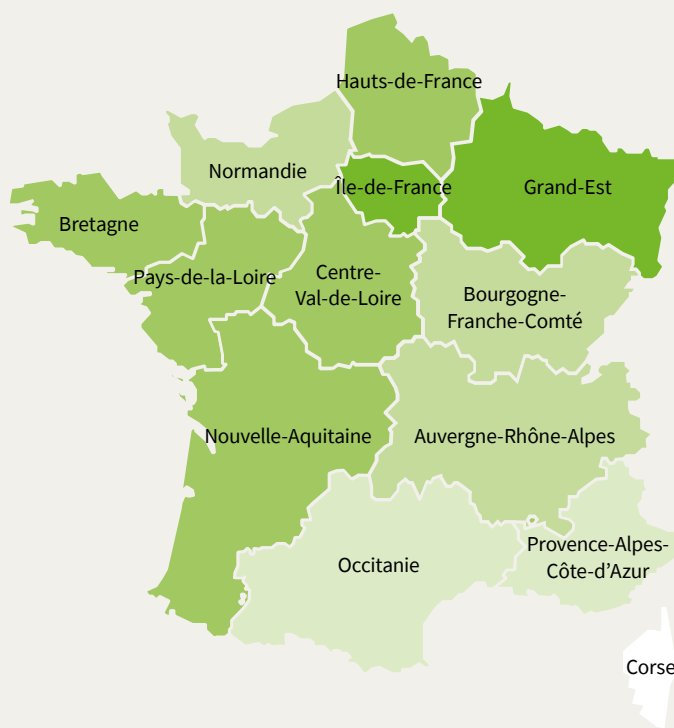 Hauts-de-France
Normandie
Île-de-France
Grand-Est
Bretagne
Pays-de-la-Loire
Centre-
Val-de-Loire
Bourgogne-
Franche-Comté
Nouvelle-Aquitaine
Auvergne-Rhône-Alpes
Occitanie
Provence-Alpes-
Côte-d’Azur
Corse